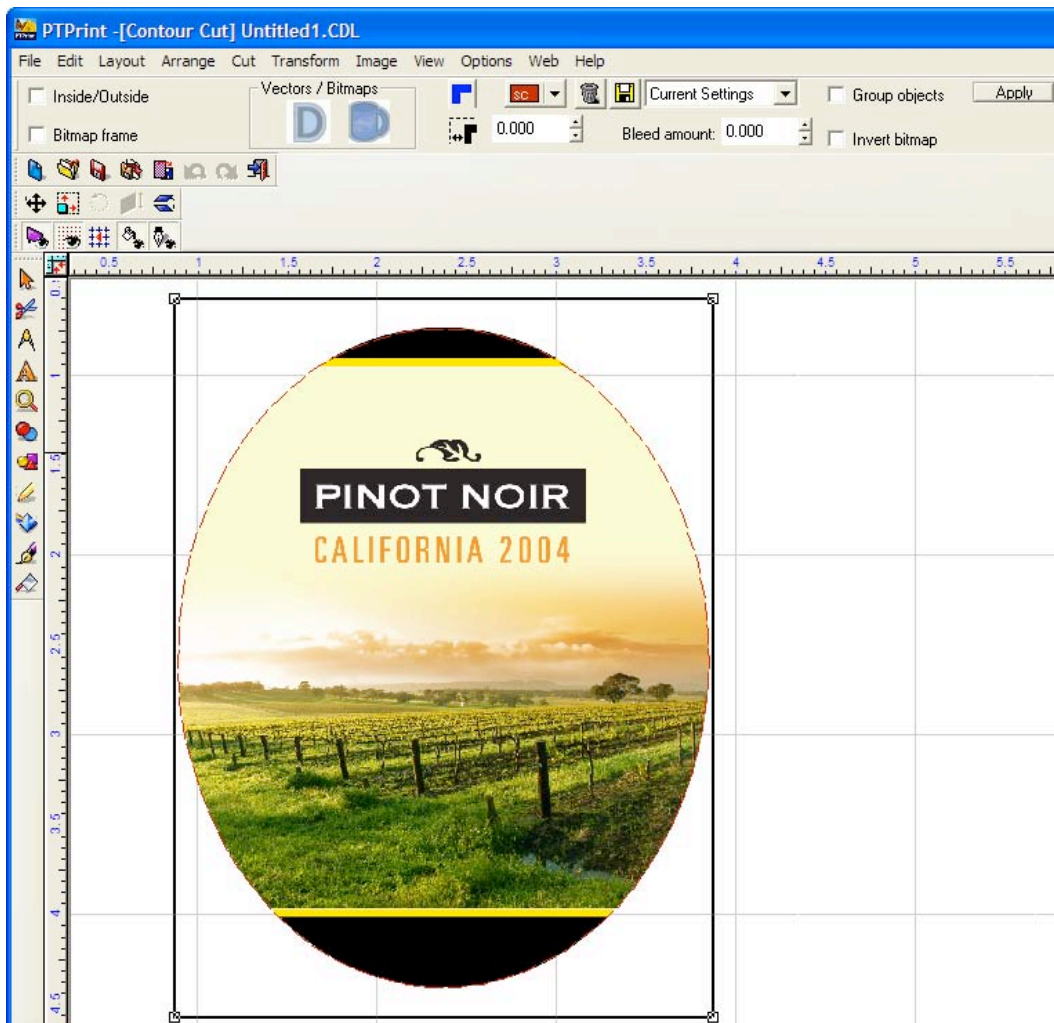 PTPrint -[Contour Cut] Untitled1.CDL
File Edit Layout Arrange Cut Transform Image View Options Web Help
Inside/Outside
Vectors / Bitmaps
sc
Current Settings
Group objects
Apply
Bitmap frame
0.000
Bleed amount: 0.000
Invert bitmap
0.5 1 1.5 2 2.5 3 3.5 4 4.5 5 5.5
1
1.5
2
2.5
3
3.5
4
4.5
PINOT NOIR
CALIFORNIA 2004